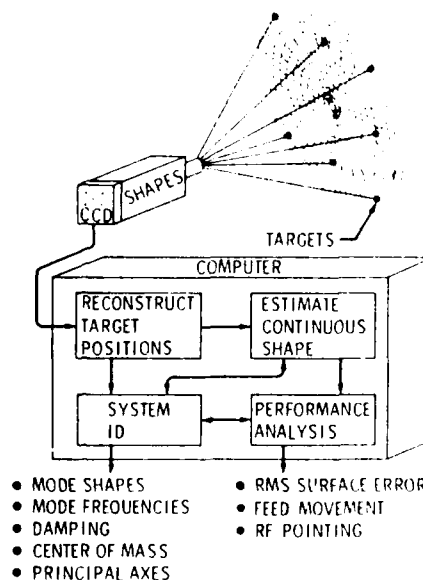 CCD
SHAPES
TARGETS
COMPUTER
RECONSTRUCT
TARGET
POSITIONS
ESTIMATE
CONTINUOUS
SHAPE
SYSTEM
ID
PERFORMANCE
ANALYSIS
• MODE SHAPES
• MODE FREQUENCIES
• DAMPING
• CENTER OF MASS
• PRINCIPAL AXES
• RMS SURFACE ERROR
• FEED MOVEMENT
• RF POINTING